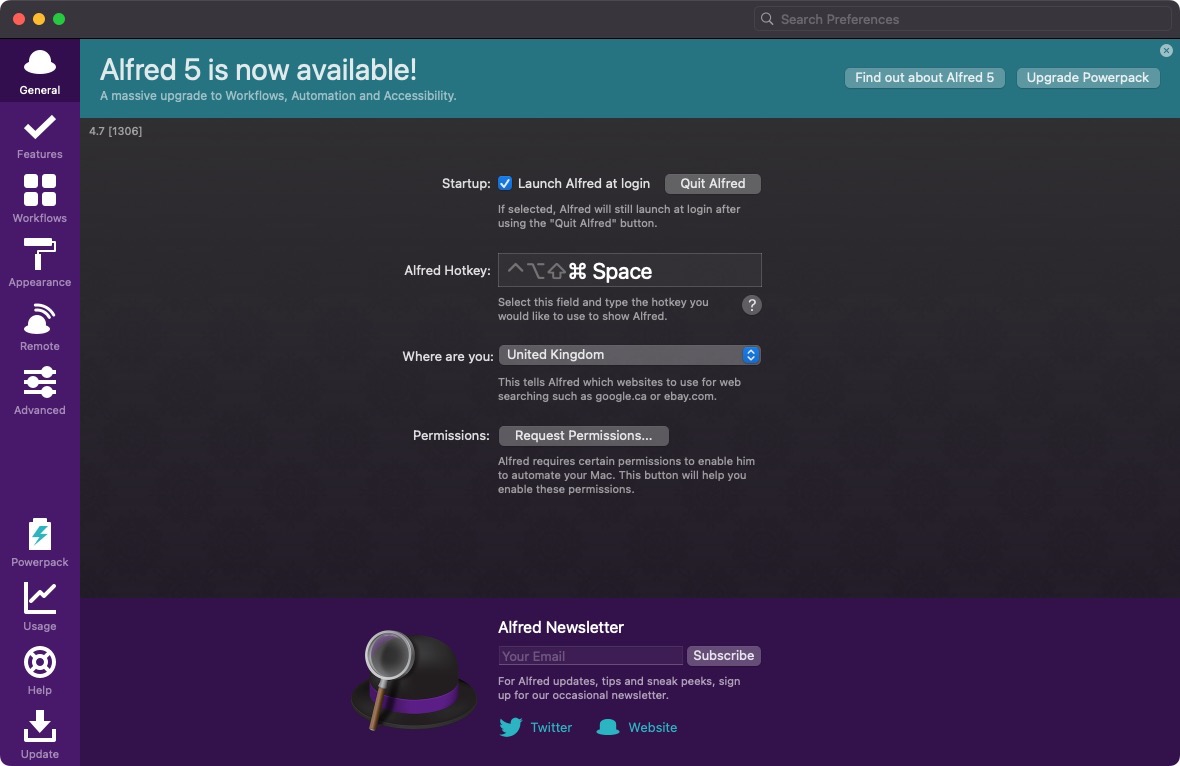 Search Preferences
General
Features
Workflows
Appearance
Remote
Advanced
Powerpack
Usage
Help
Update
Alfred 5 is now available!
A massive upgrade to Workflows, Automation and Accessibility.
Find out about Alfred 5
Upgrade Powerpack
4.7 [1306]
Startup: Launch Alfred at login Quit Alfred
If selected, Alfred will still launch at login after
using the "Quit Alfred" button.
Alfred Hotkey: ^⌥⇧⌘ Space
Select this field and type the hotkey you
would like to use to show Alfred.
?
Where are you: United Kingdom
This tells Alfred which websites to use for web
searching such as google.ca or ebay.com.
Permissions: Request Permissions...
Alfred requires certain permissions to enable him
to automate your Mac. This button will help you
enable these permissions.
Alfred Newsletter
Your Email Subscribe
For Alfred updates, tips and sneak peeks, sign
up for our occasional newsletter.
Twitter Website